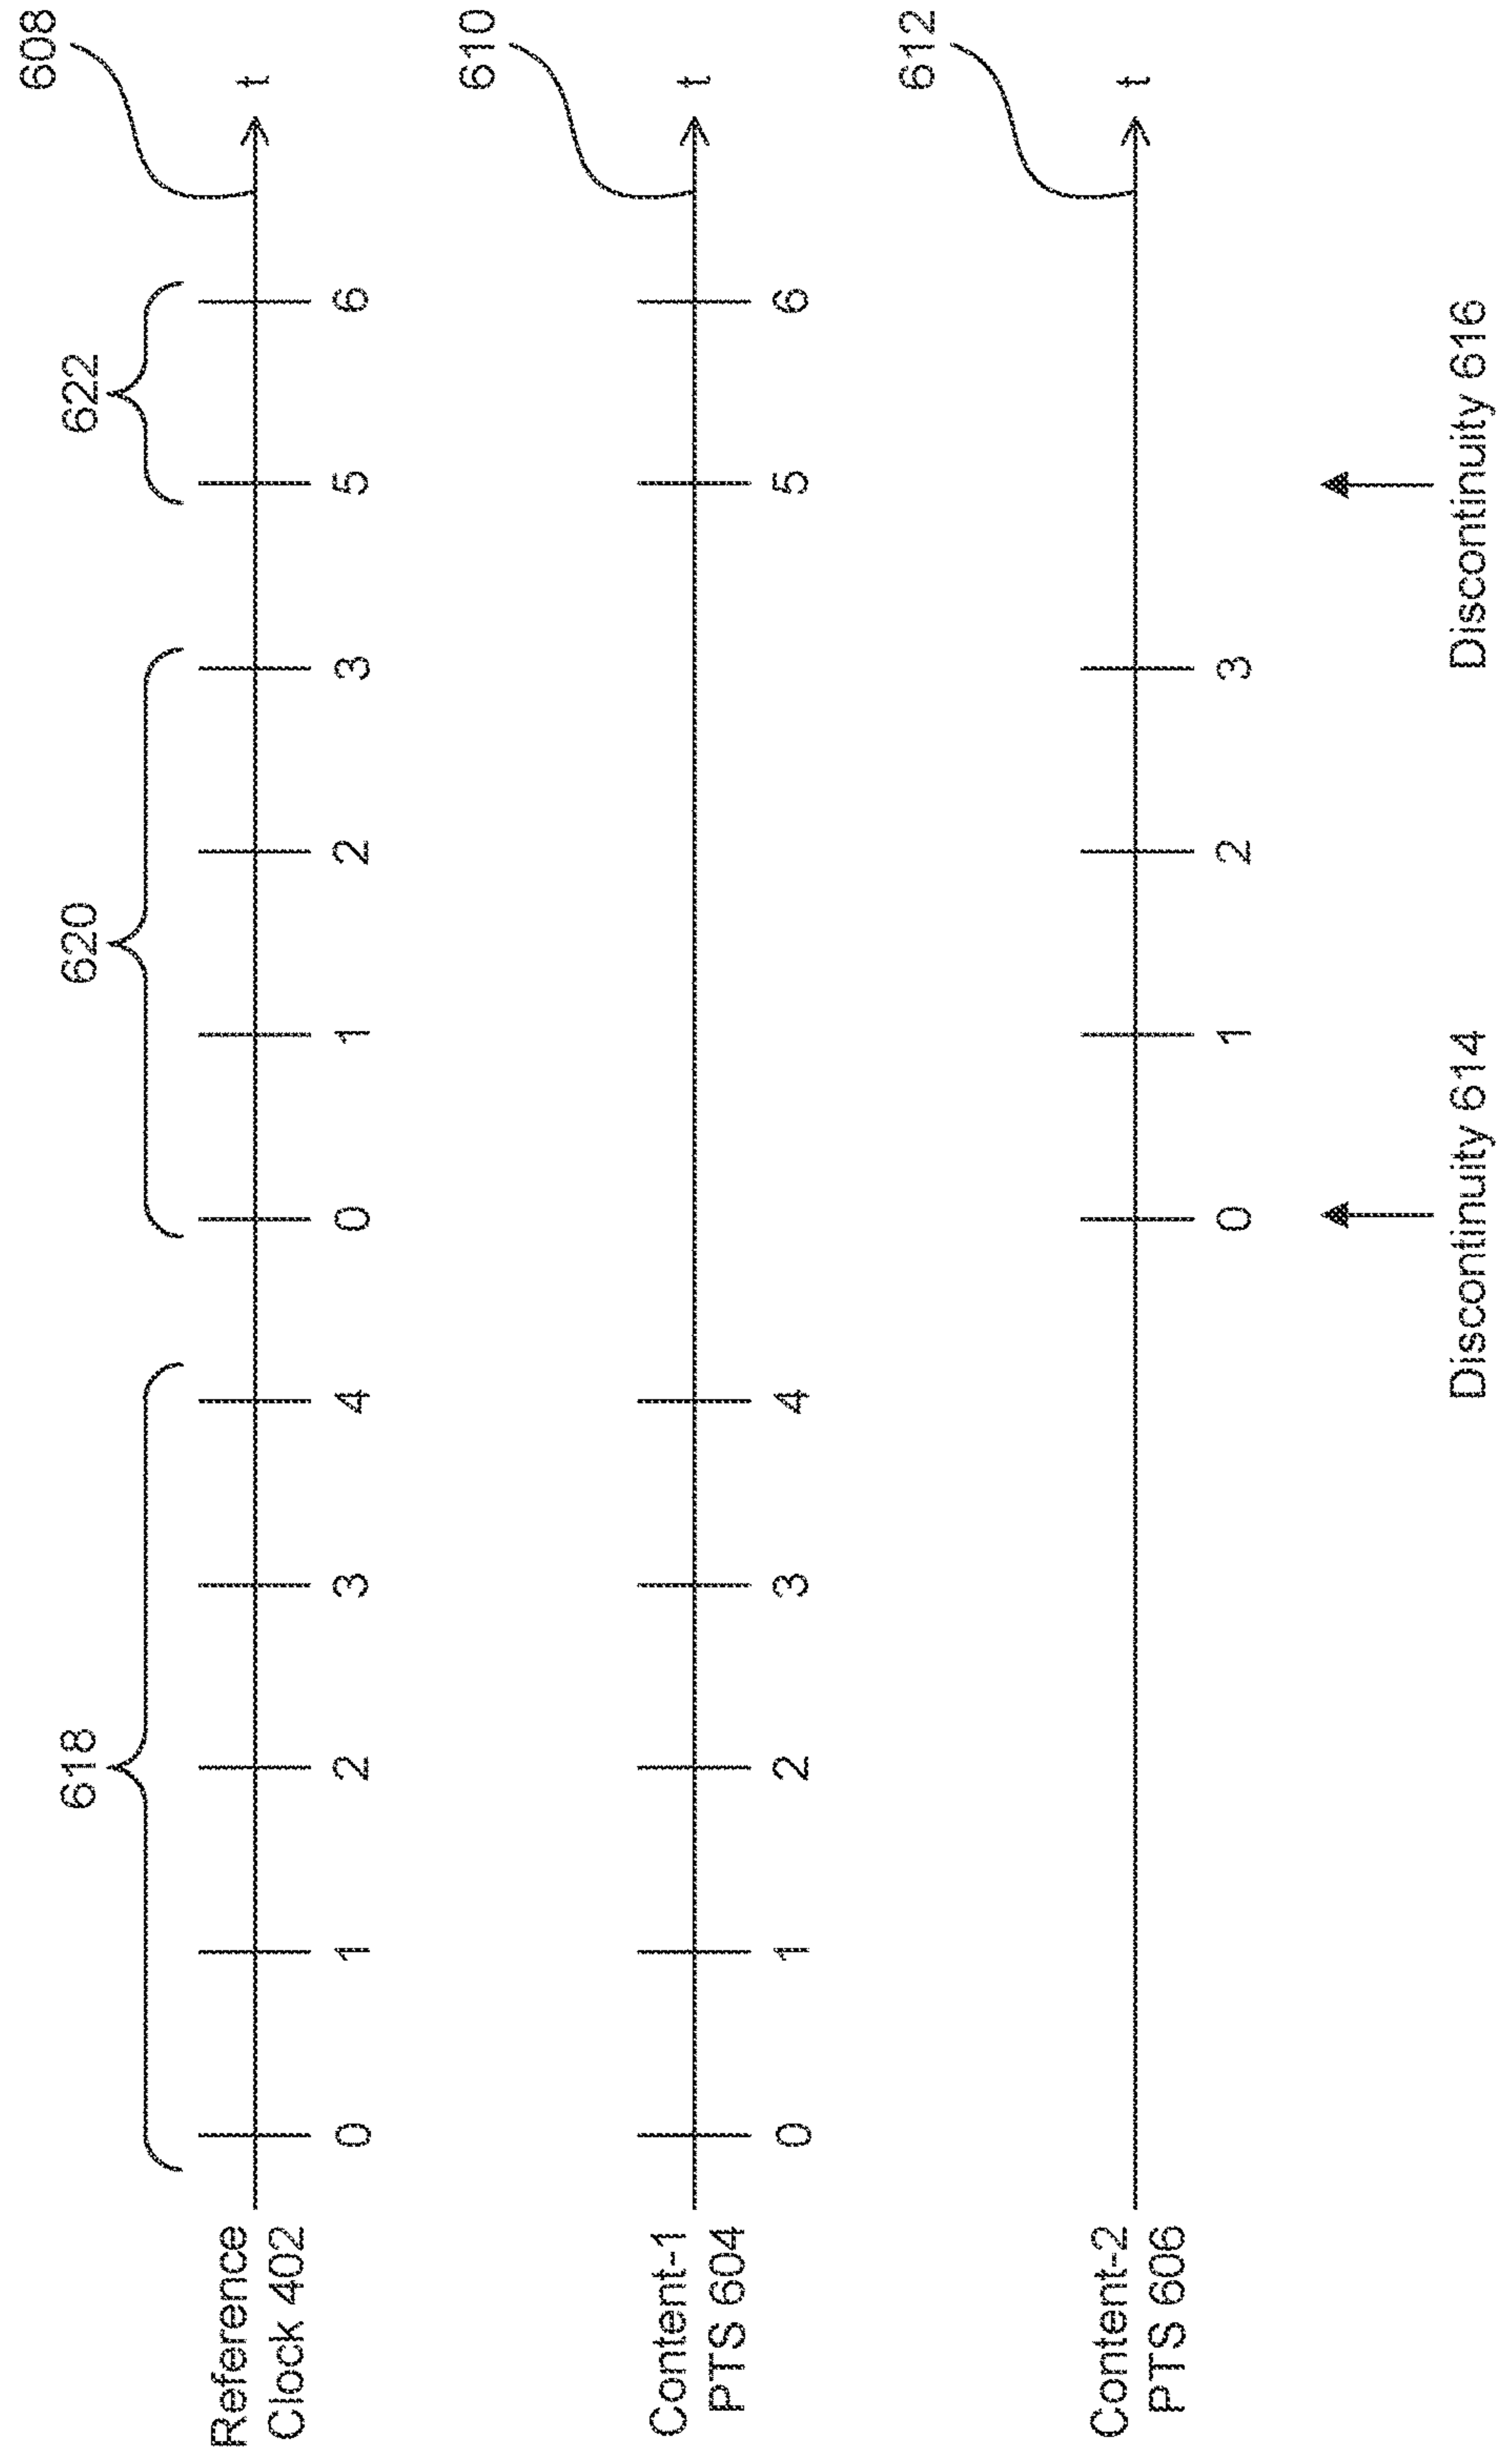 608
618
620
622
Reference
Clock 402
t
0 1 2 3 4 0 1 2 3 5 6
610
Content-1
PTS 604
t
0 1 2 3 4 5 6
612
Content-2
PTS 606
t
0 1 2 3
Discontinuity 614
Discontinuity 616